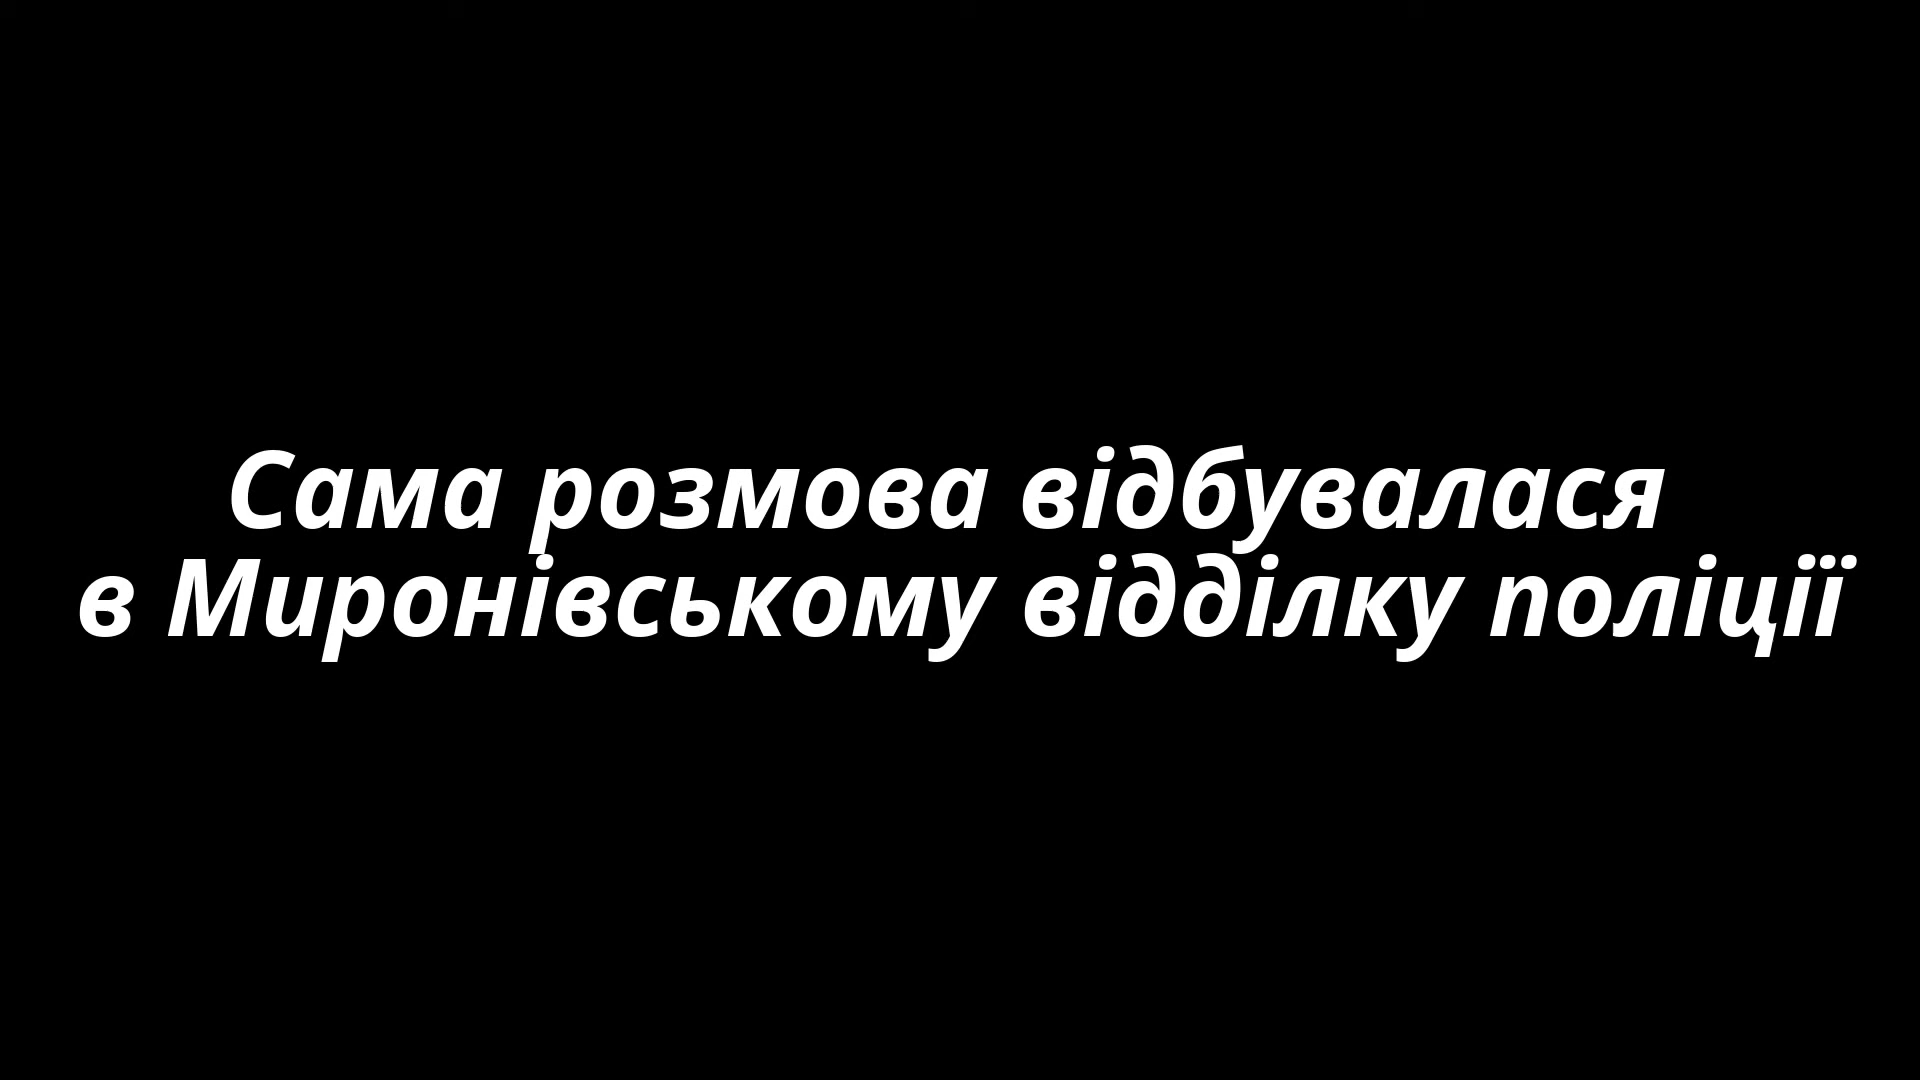 Сама розмова відбувалася
в Миронівському відділку поліції